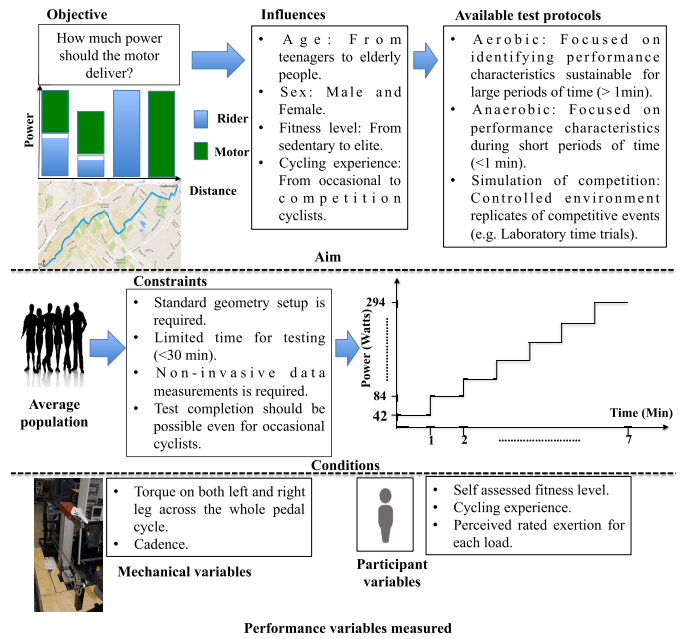 Objective
How much power
should the motor
deliver?
Power
Rider
Motor
Distance
Influences
• Age: From
teenagers to elderly
people.
• Sex: Male and
Female.
• Fitness level: From
sedentary to elite.
• Cycling experience:
From occasional to
competition
cyclists.
Available test protocols
• Aerobic: Focused on
identifying performance
characteristics sustainable for
large periods of time (> 1min).
• Anaerobic: Focused on
performance characteristics
during short periods of time
(<1 min).
• Simulation of competition:
Controlled environment
replicates of competitive events
(e.g. Laboratory time trials).
Aim
Average
population
Constraints
• Standard geometry setup is
required.
• Limited time for testing
(<30 min).
• Non-invasive data
measurements is required.
• Test completion should be
possible even for occasional
cyclists.
Power (Watts)
294
84
42
Time (Min)
1 2 7
Conditions
• Torque on both left and right
leg across the whole pedal
cycle.
• Cadence.
Mechanical variables
Participant
variables
• Self assessed fitness level.
• Cycling experience.
• Perceived rated exertion for
each load.
Performance variables measured